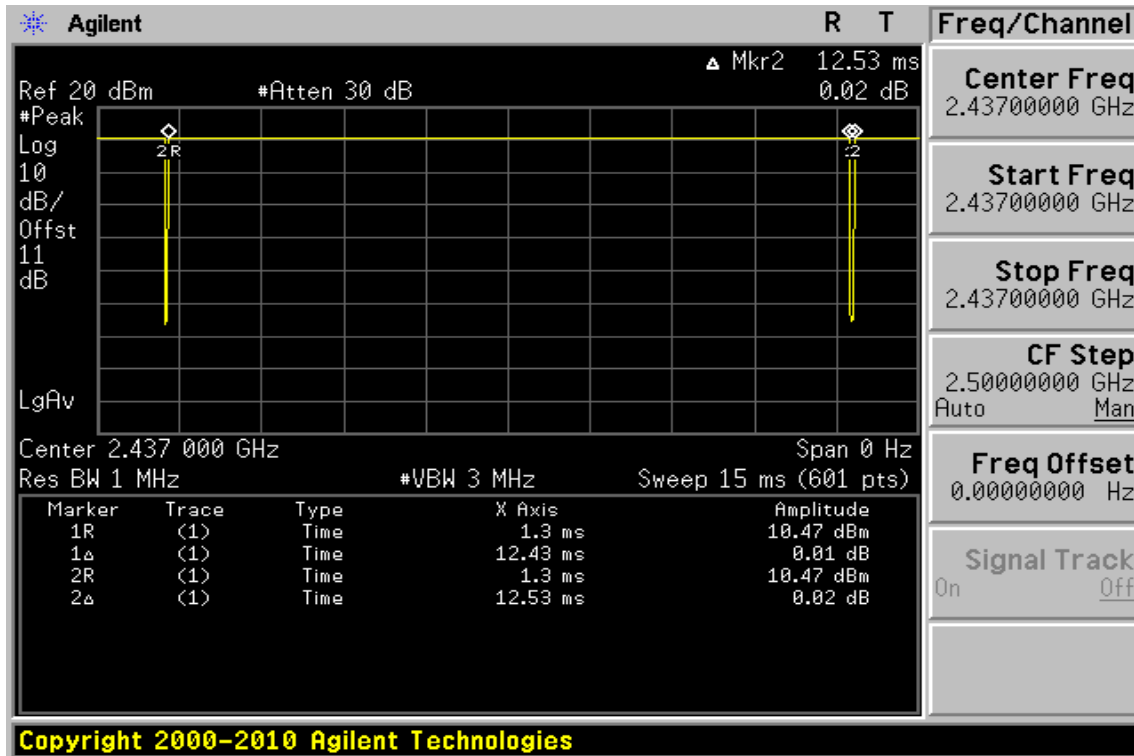 Agilent R T
▵ Mkr2 12.53 ms
Ref 20 dBm #Atten 30 dB 0.02 dB
#Peak
Log
10
dB/
Offst
11
dB
LgAv
2 R
:2
Center 2.437 000 GHz Span 0 Hz
Res BW 1 MHz #VBW 3 MHz Sweep 15 ms (601 pts)
Marker Trace Type X Axis Amplitude
1R (1) Time 1.3 ms 10.47 dBm
1▵ (1) Time 12.43 ms 0.01 dB
2R (1) Time 1.3 ms 10.47 dBm
2▵ (1) Time 12.53 ms 0.02 dB
Freq/Channel
Center Freq
2.43700000 GHz
Start Freq
2.43700000 GHz
Stop Freq
2.43700000 GHz
CF Step
2.50000000 GHz
Auto Man
Freq Offset
0.00000000 Hz
Signal Track
On Off
Copyright 2000-2010 Agilent Technologies